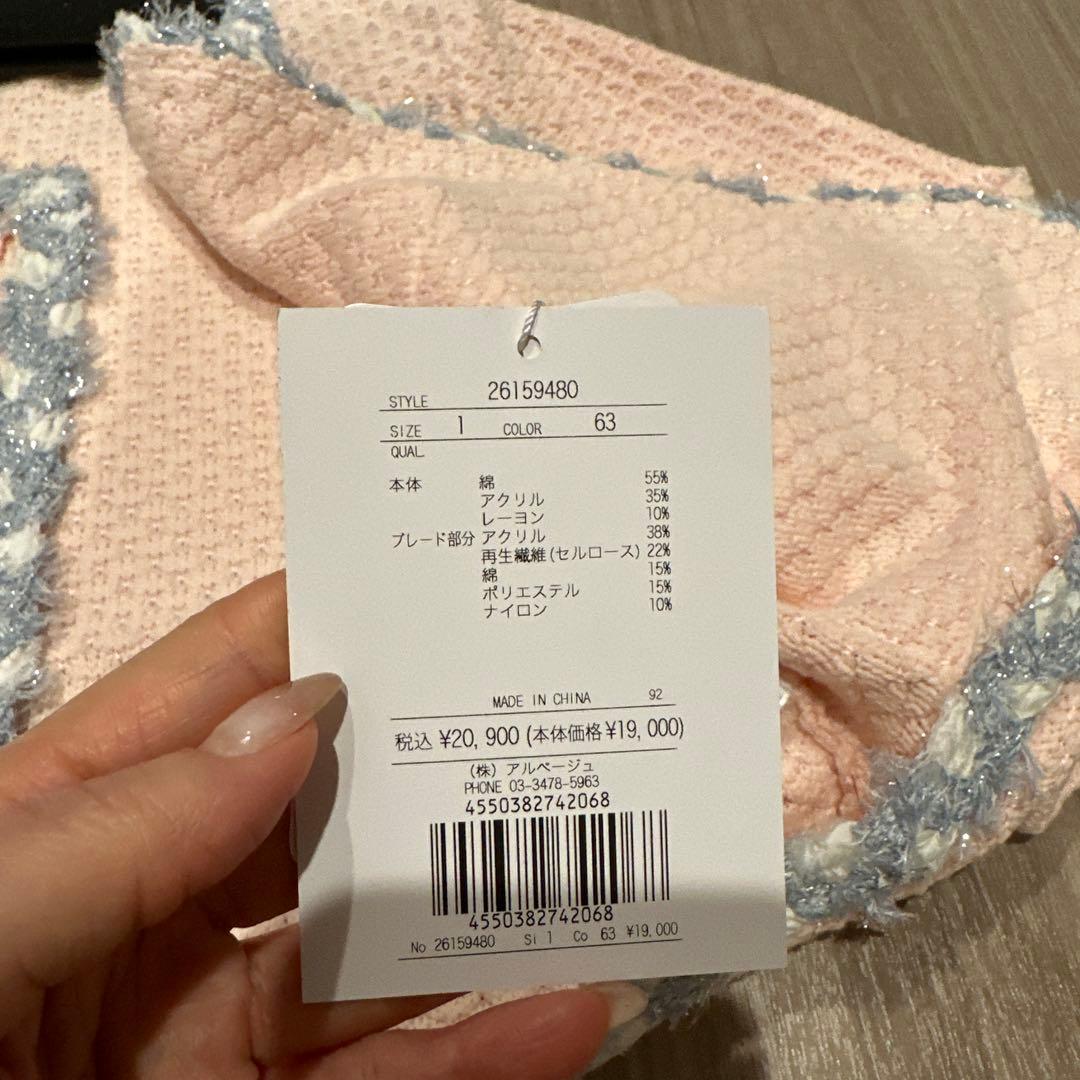 STYLE 26159480
SIZE 1 COLOR 63
QUAL
本体 綿 55%
アクリル 35%
レーヨン 10%
ブレード部分 アクリル 38%
再生繊維(セルロース) 22%
綿 15%
ポリエステル 15%
ナイロン 10%
MADE IN CHINA 92
税込 ¥20,900 (本体価格¥19,000)
(株) アルページュ
PHONE 03-3478-5963
4550382742068
4550382742068
No 26159480 Si 1 Co 63 ¥19,000